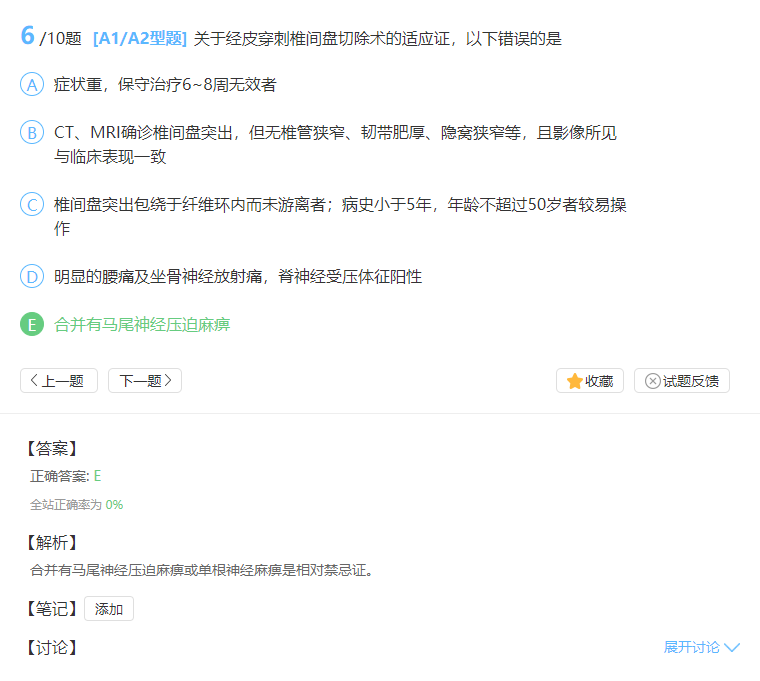 6 /10题 [A1/A2型题] 关于经皮穿刺椎间盘切除术的适应证，以下错误的是
A 症状重，保守治疗6~8周无效者
B CT、MRI确诊椎间盘突出，但无椎管狭窄、韧带肥厚、隐窝狭窄等，且影像所见
与临床表现一致
C 椎间盘突出包绕于纤维环内而未游离者；病史小于5年，年龄不超过50岁者较易操
作
D 明显的腰痛及坐骨神经放射痛，脊神经受压体征阳性
E 合并有马尾神经压迫麻痹
上一题 下一题 收藏 试题反馈
【答案】
正确答案: E
全站正确率为 0%
【解析】
合并有马尾神经压迫麻痹或单根神经麻痹是相对禁忌证。
【笔记】 添加
【讨论】 展开讨论